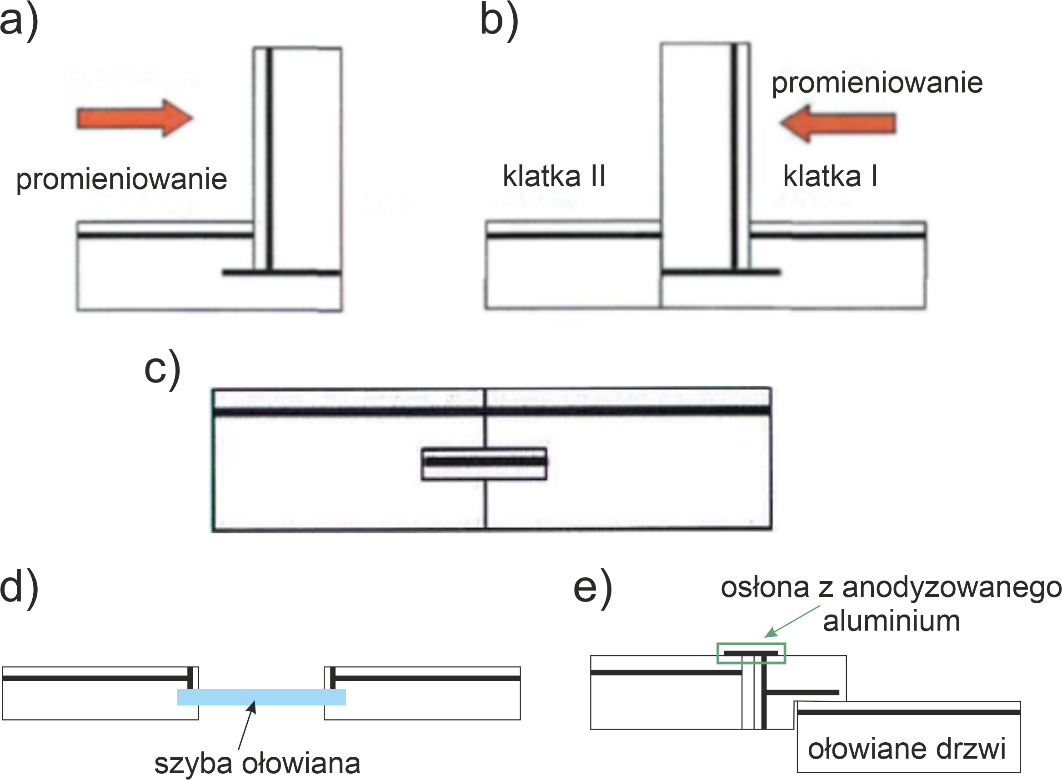 a)
promieniowanie
b)
promieniowanie
klatka II
klatka I
c)
d)
szyba ołowiana
e)
osłona z anodyzowanego
aluminium
ołowiane drzwi